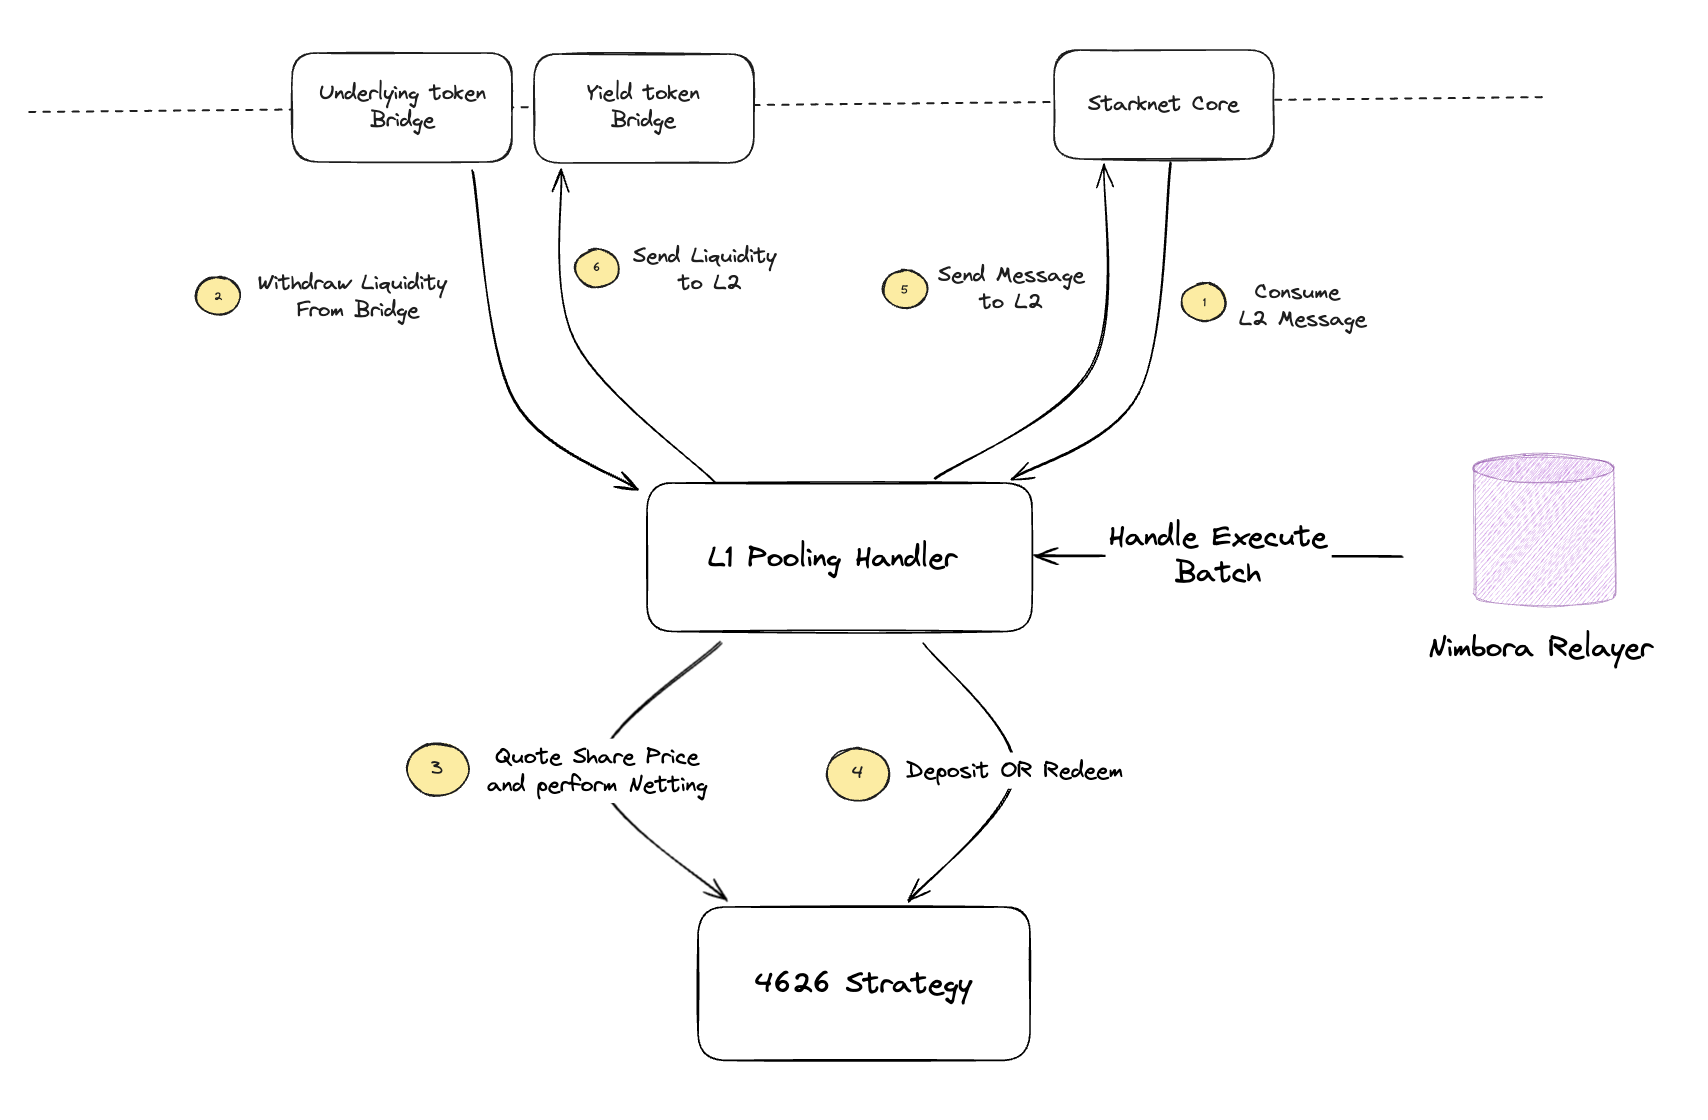 Underlying token
Bridge
Yield token
Bridge
Starknet Core
2
Withdraw Liquidity
From Bridge
6
Send Liquidity
to L2
5
Send Message
to L2
1
Consume
L2 Message
L1 Pooling Handler
Handle Execute
Batch
Nimbora Relayer
3
Quote Share Price
and perform Netting
4
Deposit OR Redeem
4626 Strategy